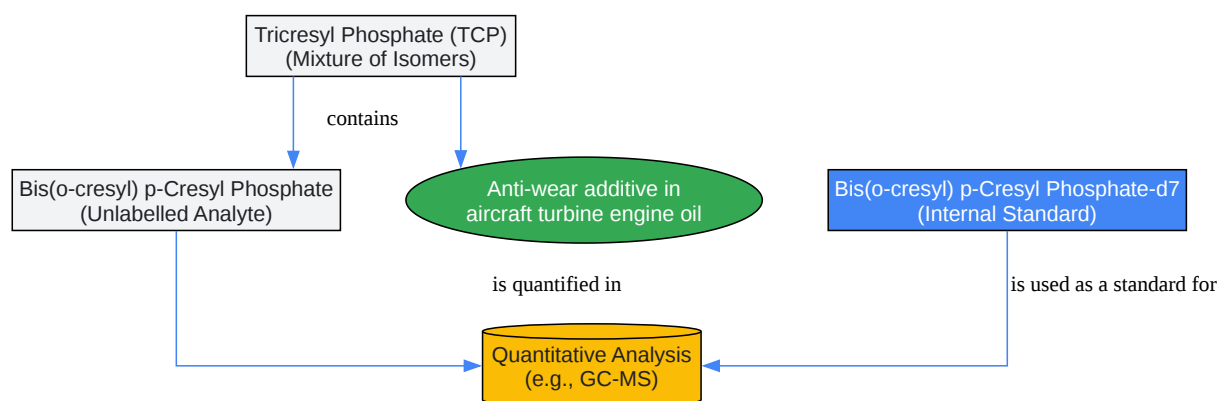 Tricresyl Phosphate (TCP)
(Mixture of Isomers)
contains
Bis(o-cresyl) p-Cresyl Phosphate
(Unlabelled Analyte)
Anti-wear additive in
aircraft turbine engine oil
Bis(o-cresyl) p-Cresyl Phosphate-d7
(Internal Standard)
is quantified in
is used as a standard for
Quantitative Analysis
(e.g., GC-MS)